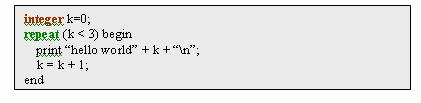 integer k=0;
repeat (k < 3) begin
print “hello world” + k + “\n”;
k = k + 1;
end